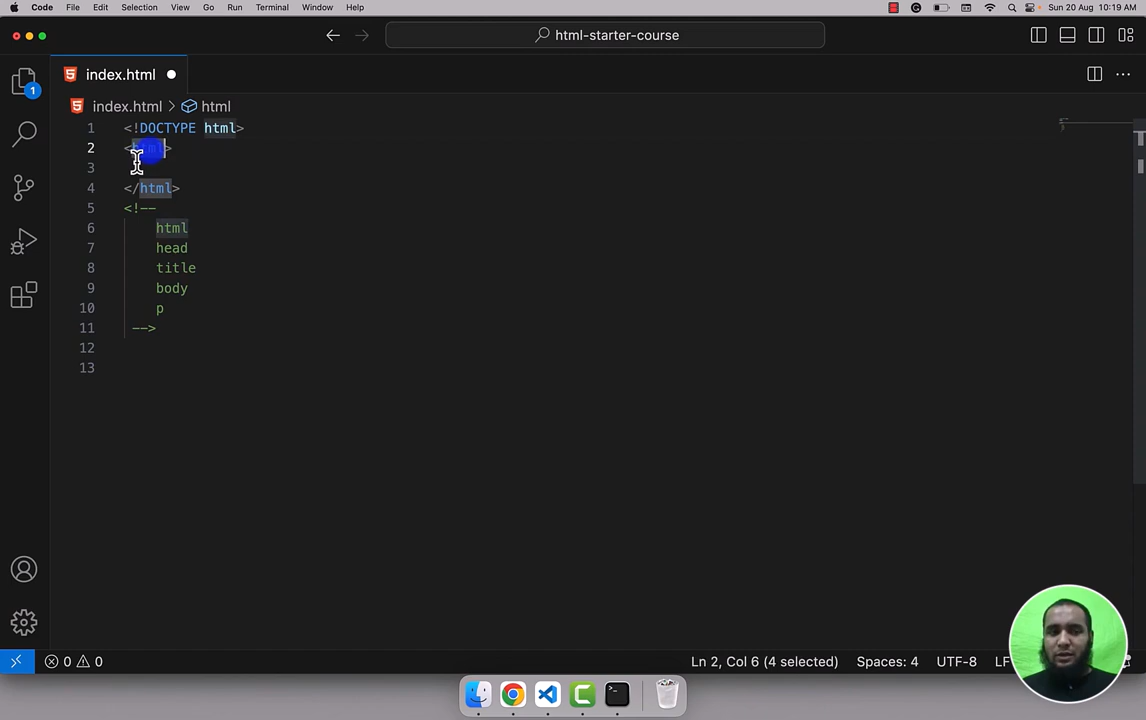 Code File Edit Selection View Go Run Terminal Window Help Sun 20 Aug 10:19 AM
html-starter-course
1
index.html
index.html > html
1 <!DOCTYPE html>
2 <html>
3
4 </html>
5 <!--
6 html
7 head
8 title
9 body
10 p
11 -->
12
13
0 0 Ln 2, Col 6 (4 selected) Spaces: 4 UTF-8 LF